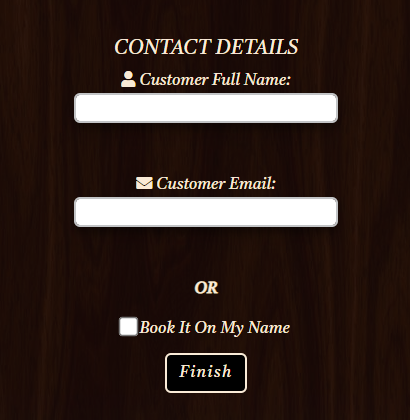 CONTACT DETAILS
Customer Full Name:
Customer Email:
OR
Book It On My Name
Finish